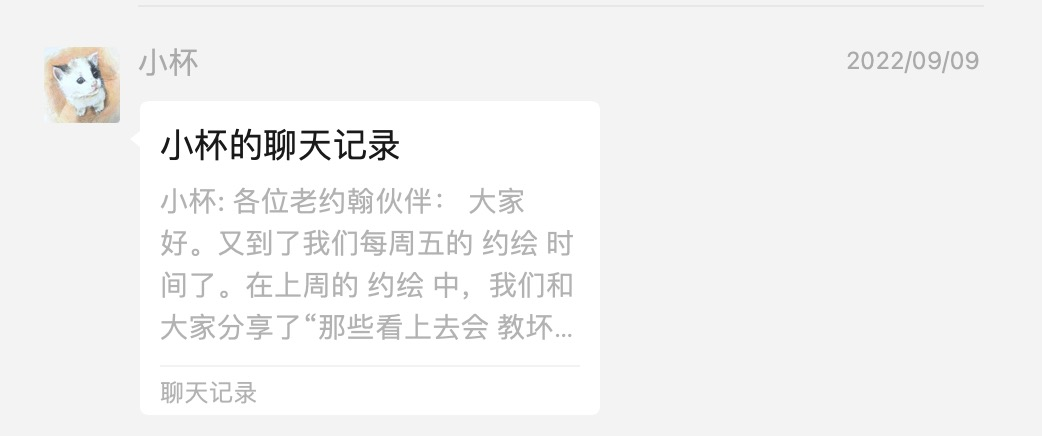 小杯
2022/09/09
小杯的聊天记录
小杯: 各位老约翰伙伴： 大家
好。又到了我们每周五的 约绘 时
间了。在上周的 约绘 中，我们和
大家分享了“那些看上去会 教坏...
聊天记录